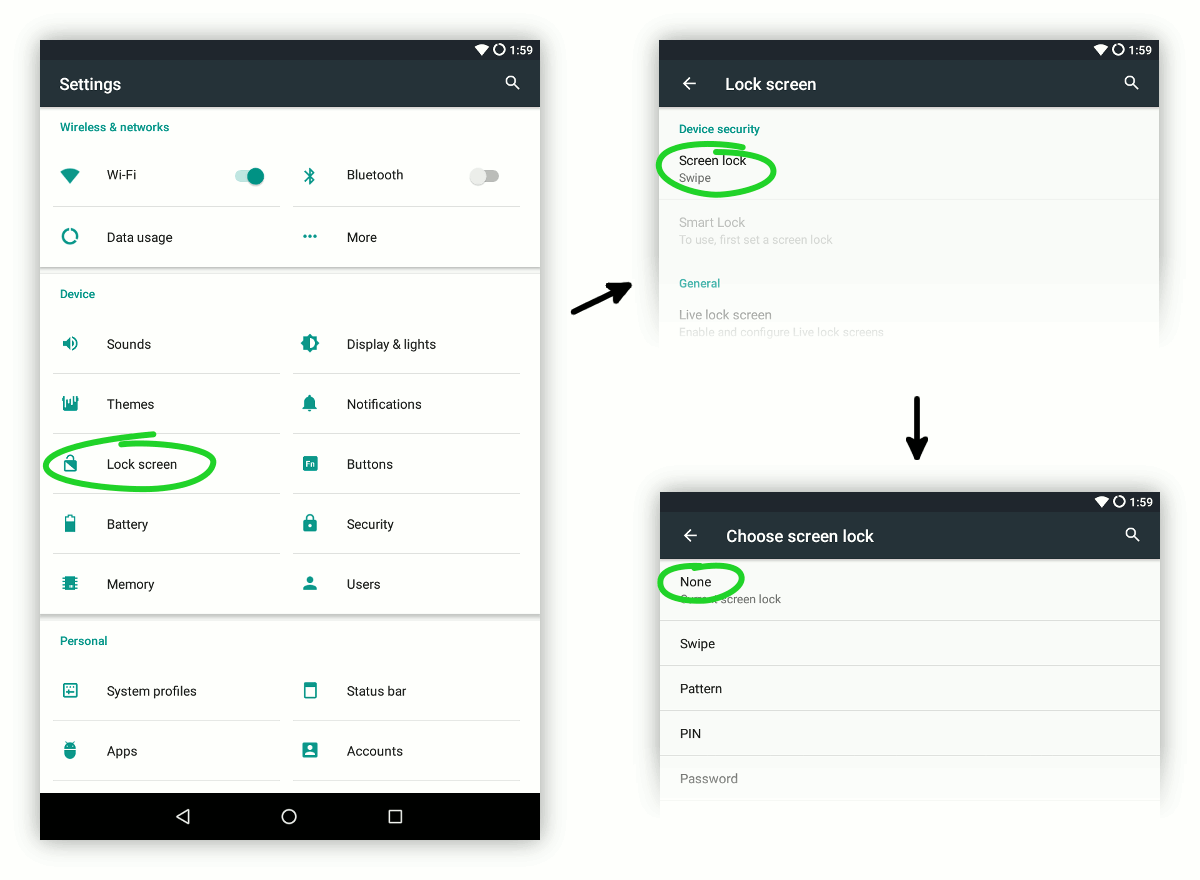 1:59
Settings
Wireless & networks
Wi-Fi
Bluetooth
Data usage
More
Device
Sounds
Display & lights
Themes
Notifications
Lock screen
Fn
Buttons
Battery
Security
Memory
Users
Personal
System profiles
Status bar
Apps
Accounts
1:59
Lock screen
Device security
Screen lock
Swipe
Smart Lock
To use, first set a screen lock
General
Live lock screen
Enable and configure Live lock screens
1:59
Choose screen lock
None
Current screen lock
Swipe
Pattern
PIN
Password